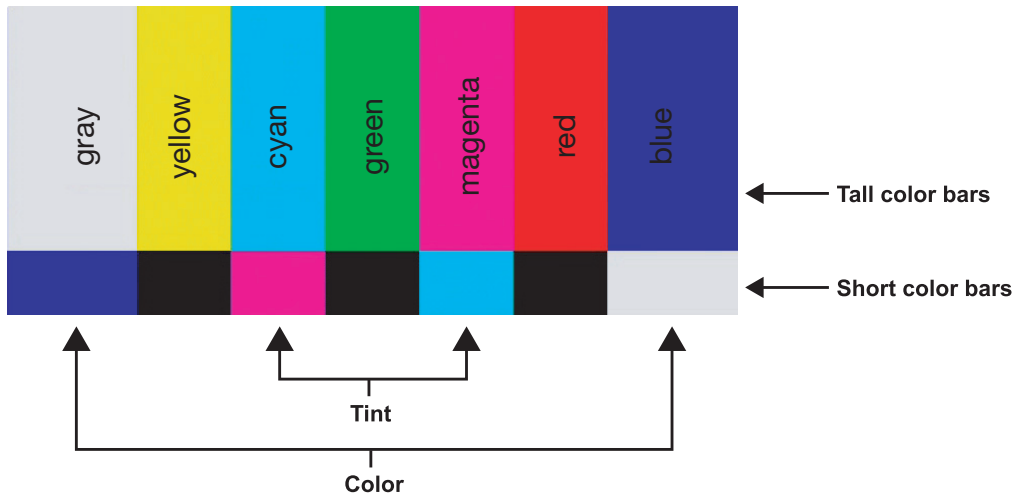 gray
yellow
cyan
green
magenta
red
blue
Tall color bars
Short color bars
Tint
Color